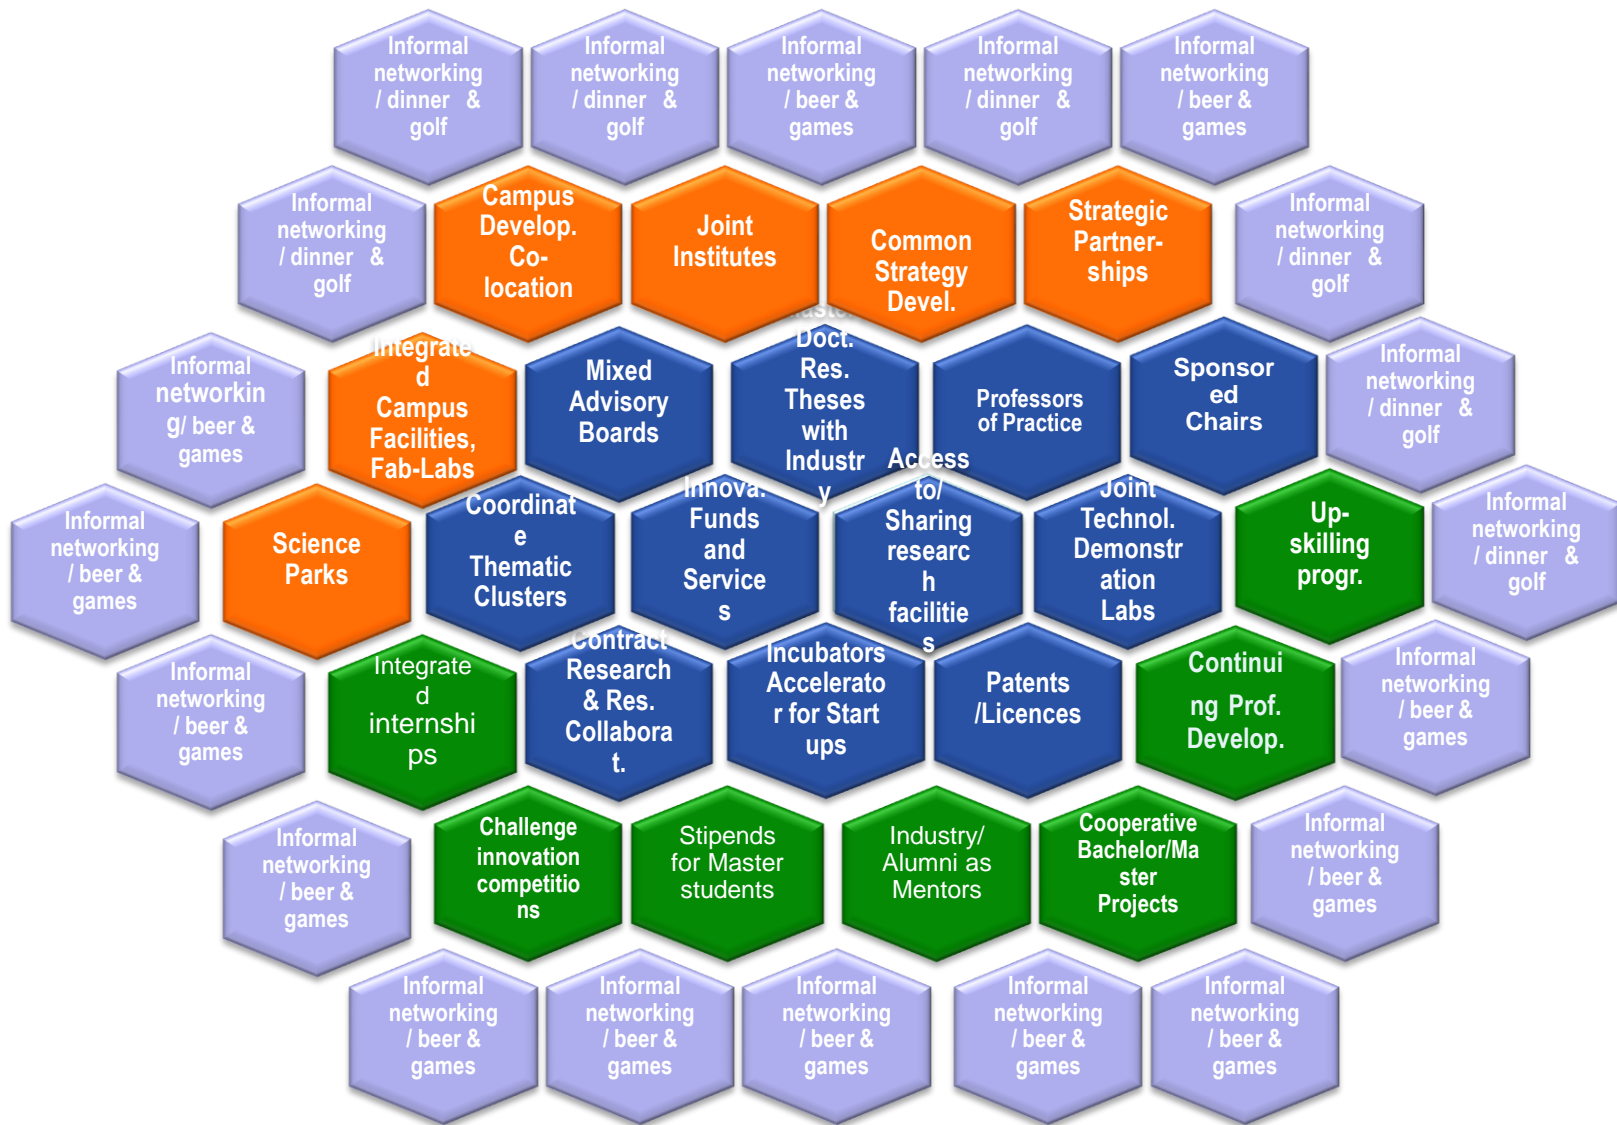 Informal
networking
/ dinner &
golf
Informal
networking
/ dinner &
golf
Informal
networking
/ beer &
games
Informal
networking
/ dinner &
golf
Informal
networking
/ beer &
games
Informal
networking
/ dinner &
golf
Campus
Develop.
Co-
location
Joint
Institutes
Common
Strategy
Devel.
Strategic
Partner-
ships
Informal
networking
/ dinner &
golf
Informal
networkin
g/ beer &
games
Integrate
d
Campus
Facilities,
Fab-Labs
Mixed
Advisory
Boards
Doct.
Res.
Theses
with
Industr
y
Professors
of Practice
Sponsor
ed
Chairs
Informal
networking
/ dinner &
golf
Informal
networking
/ beer &
games
Science
Parks
Coordinat
e
Thematic
Clusters
Innova.
Funds
and
Service
s
Access
to/
Sharing
researc
h
facilitie
s
Joint
Technol.
Demonstr
ation
Labs
Up-
skilling
progr.
Informal
networking
/ dinner &
golf
Informal
networking
/ beer &
games
Integrate
d
internshi
ps
Contract
Research
& Res.
Collabora
t.
Incubators
Accelerato
r for Start
ups
Patents
/Licences
Continui
ng Prof.
Develop.
Informal
networking
/ beer &
games
Informal
networking
/ beer &
games
Challenge
innovation
competitio
ns
Stipends
for Master
students
Industry/
Alumni as
Mentors
Cooperative
Bachelor/Ma
ster
Projects
Informal
networking
/ beer &
games
Informal
networking
/ beer &
games
Informal
networking
/ beer &
games
Informal
networking
/ beer &
games
Informal
networking
/ beer &
games
Informal
networking
/ beer &
games